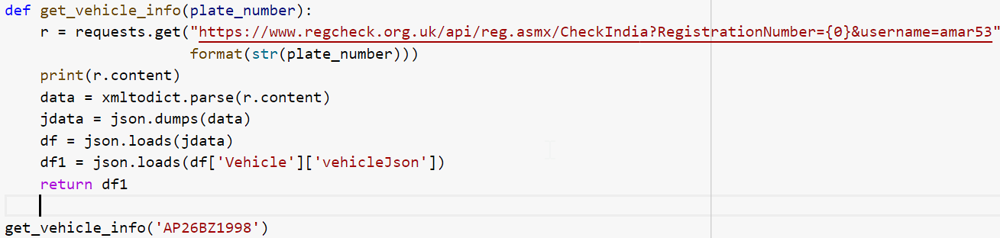 def get_vehicle_info(plate_number):
    r = requests.get("https://www.regcheck.org.uk/api/reg.asmx/CheckIndia?RegistrationNumber={0}&username=amar53"
                     format(str(plate_number)))
    print(r.content)
    data = xmltodict.parse(r.content)
    jdata = json.dumps(data)
    df = json.loads(jdata)
    df1 = json.loads(df['Vehicle']['vehicleJson'])
    return df1
get_vehicle_info('AP26BZ1998')